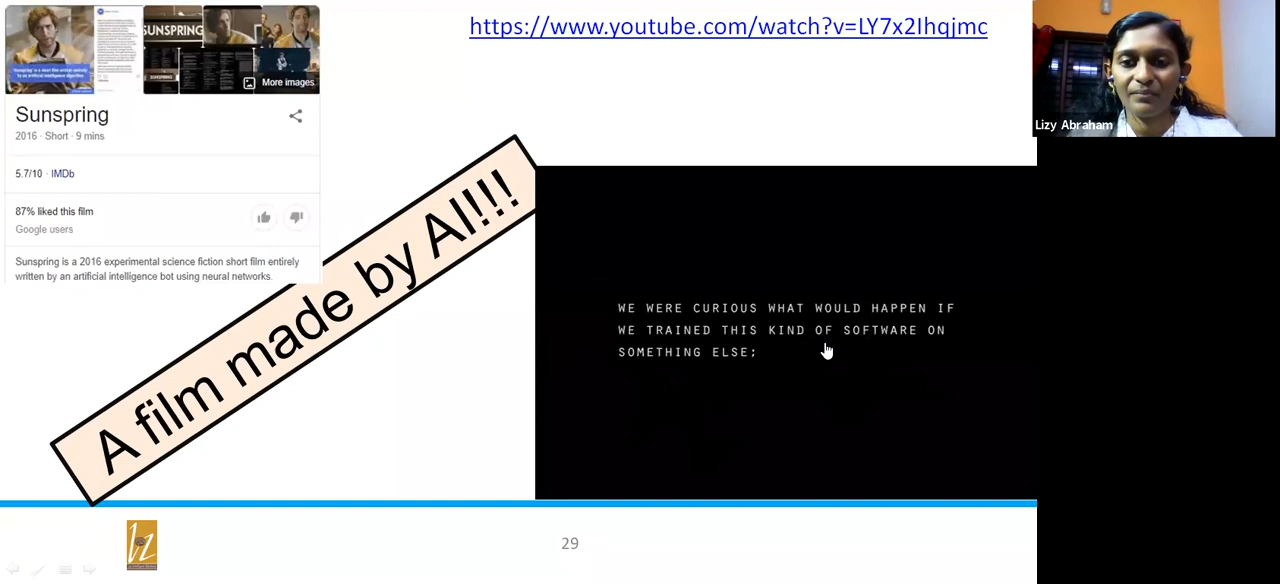 https://www.youtube.com/watch?v=LY7x2Ihqjmc
SUNSPRING
More images
Sunspring
2016 · Short · 9 mins
5.7/10 · IMDb
87% liked this film
Google users
Sunspring is a 2016 experimental science fiction short film entirely
written by an artificial intelligence bot using neural networks.
A film made by AI!!!
WE WERE CURIOUS WHAT WOULD HAPPEN IF
WE TRAINED THIS KIND OF SOFTWARE ON
SOMETHING ELSE;
Lizy Abraham
29